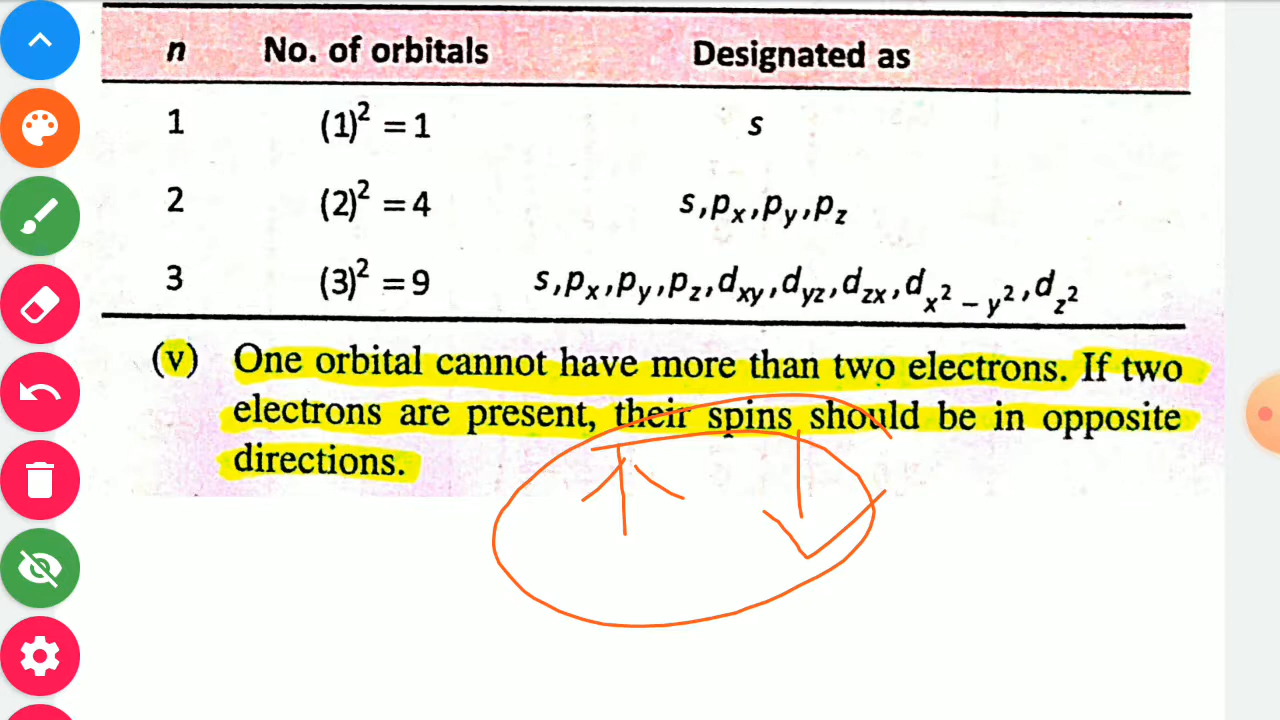 n No. of orbitals Designated as
1 (1)² = 1 s
2 (2)² = 4 s,pₓ,p_y,p_z
3 (3)² = 9 s,pₓ,p_y,p_z,d_xy,d_yz,d_zx,d_x² – y²,d_z²
(v) One orbital cannot have more than two electrons. If two
electrons are present, their spins should be in opposite
directions.